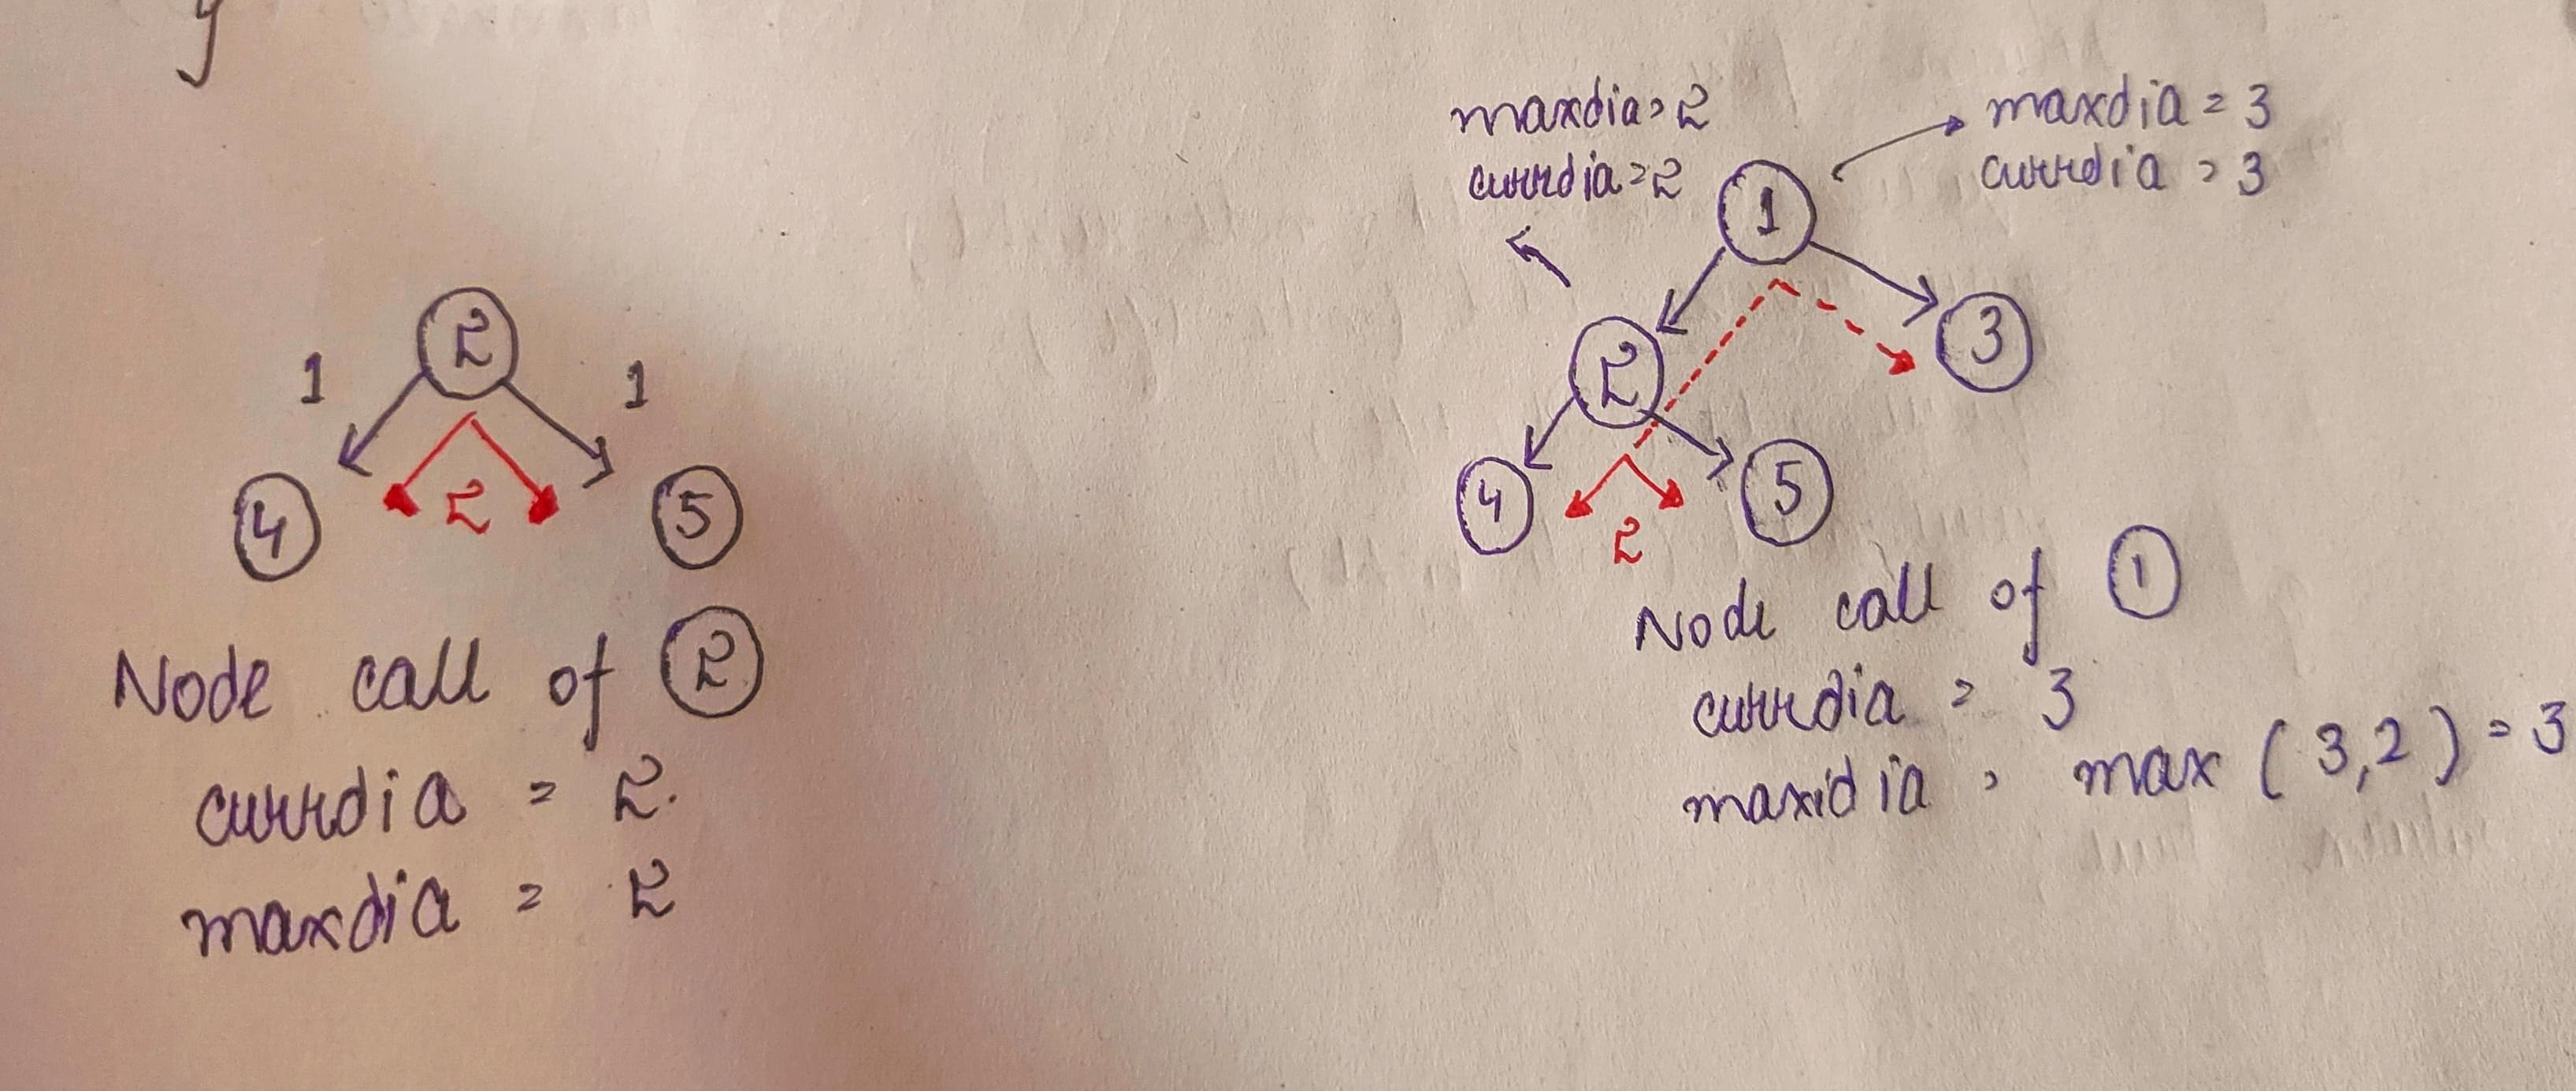 y
2
1 1
4 2 5
Node call of 2
currdia = 2.
maxdia = 2
maxdia = 2
currdia = 2
maxdia = 3
currdia = 3
1
2 3
4 5
2
Node call of 1
currdia = 3
maxidia = max (3,2) = 3